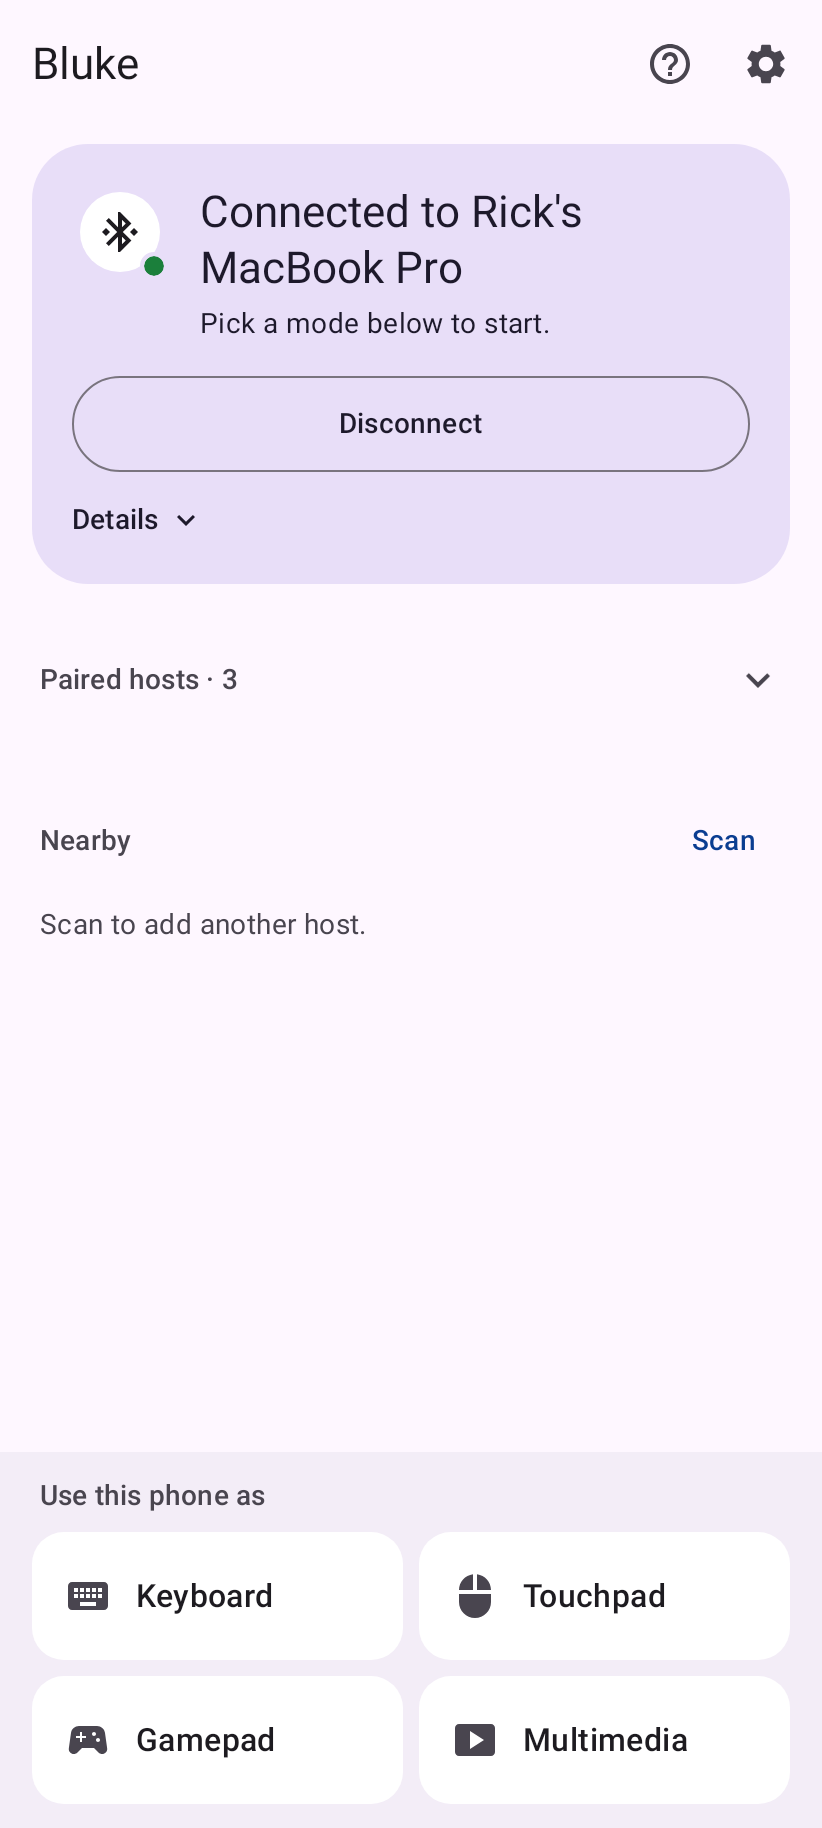 Bluke
Connected to Rick's
MacBook Pro
Pick a mode below to start.
Disconnect
Details
Paired hosts · 3
Nearby
Scan
Scan to add another host.
Use this phone as
Keyboard
Touchpad
Gamepad
Multimedia